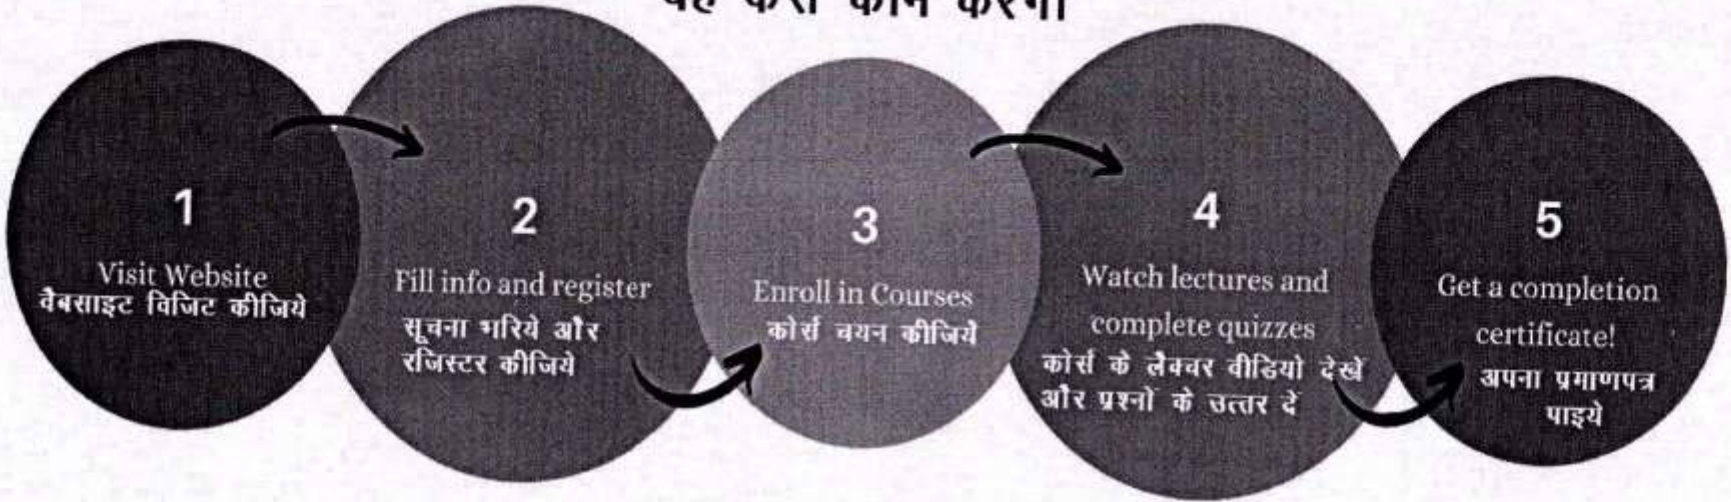 1
Visit Website
वैबसाइट विजिट कीजिये
2
Fill info and register
सूचना भरिये और
रजिस्टर कीजिये
3
Enroll in Courses
कोर्स चयन कीजिये
4
Watch lectures and
complete quizzes
कोर्स के लैक्चर वीडियो देखें
और प्रश्नों के उत्तर दें
5
Get a completion
certificate!
अपना प्रमाणपत्र
पाइये